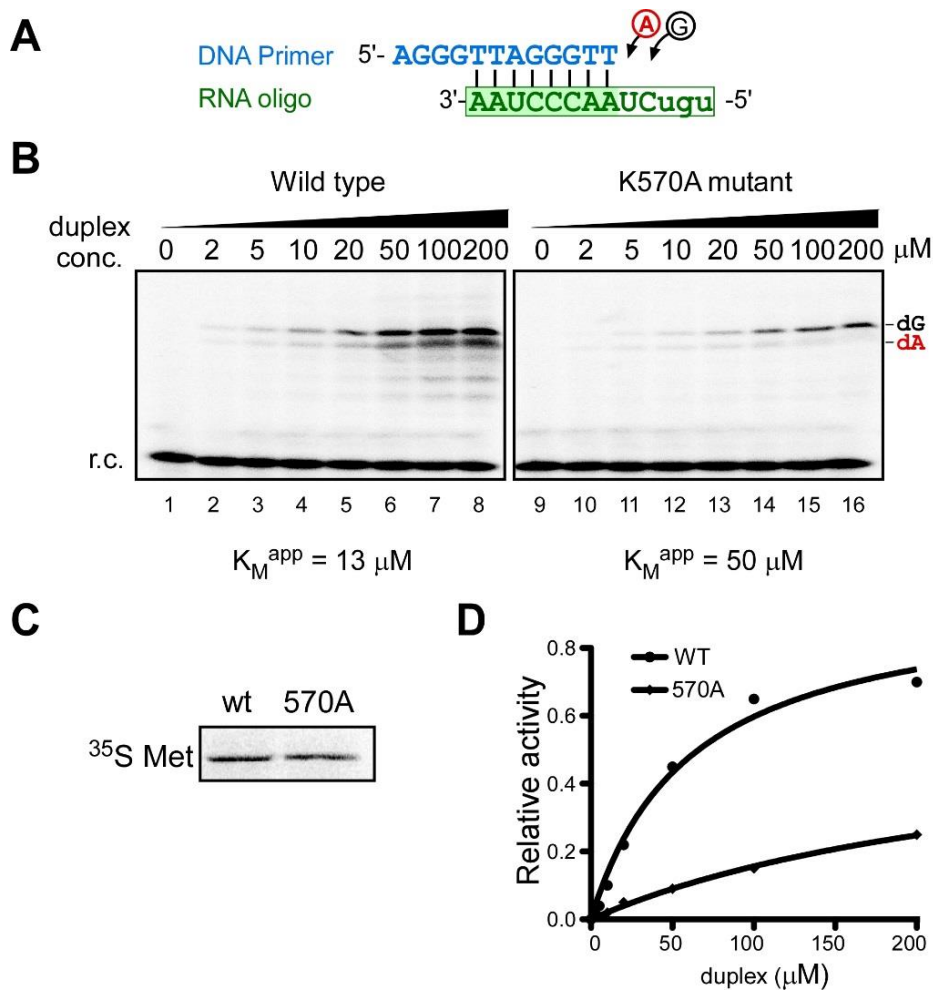 A
A G
DNA Primer 5'- AGGGTTAGGGTT
RNA oligo 3'-AAUCCCAAUCugu -5'
B
Wild type K570A mutant
duplex conc. 0 2 5 10 20 50 100 200 0 2 5 10 20 50 100 200 μM
dG
dA
r.c.
1 2 3 4 5 6 7 8 9 10 11 12 13 14 15 16
KMapp = 13 μM KMapp = 50 μM
C
wt 570A
35S Met
D
WT
570A
Relative activity
0.8
0.6
0.4
0.2
0.0
0 50 100 150 200
duplex (μM)